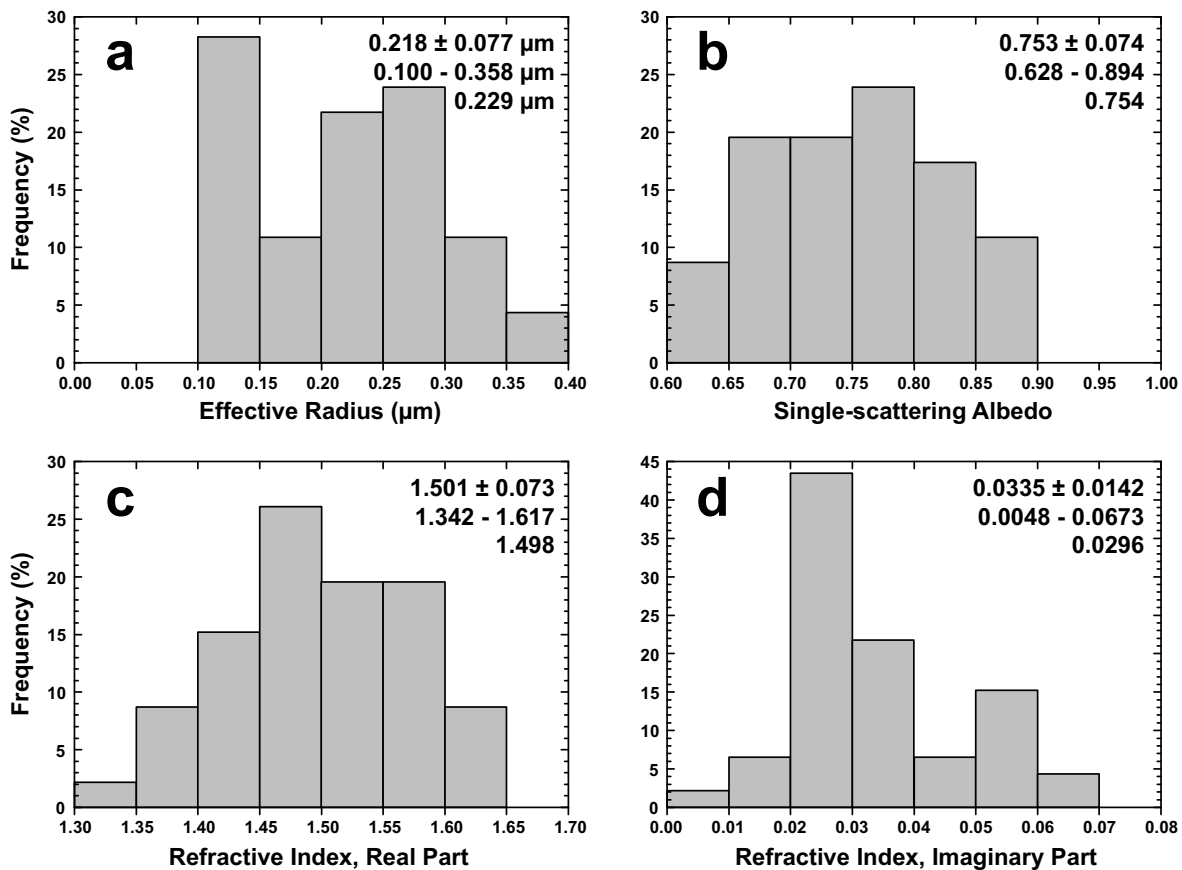 a
0.218 ± 0.077 µm
0.100 - 0.358 µm
0.229 µm
Frequency (%)
30
25
20
15
10
5
0
0.00 0.05 0.10 0.15 0.20 0.25 0.30 0.35 0.40
Effective Radius (µm)
b
0.753 ± 0.074
0.628 - 0.894
0.754
30
25
20
15
10
5
0
0.60 0.65 0.70 0.75 0.80 0.85 0.90 0.95 1.00
Single-scattering Albedo
c
1.501 ± 0.073
1.342 - 1.617
1.498
Frequency (%)
30
25
20
15
10
5
0
1.30 1.35 1.40 1.45 1.50 1.55 1.60 1.65 1.70
Refractive Index, Real Part
d
0.0335 ± 0.0142
0.0048 - 0.0673
0.0296
45
40
35
30
25
20
15
10
5
0
0.00 0.01 0.02 0.03 0.04 0.05 0.06 0.07 0.08
Refractive Index, Imaginary Part